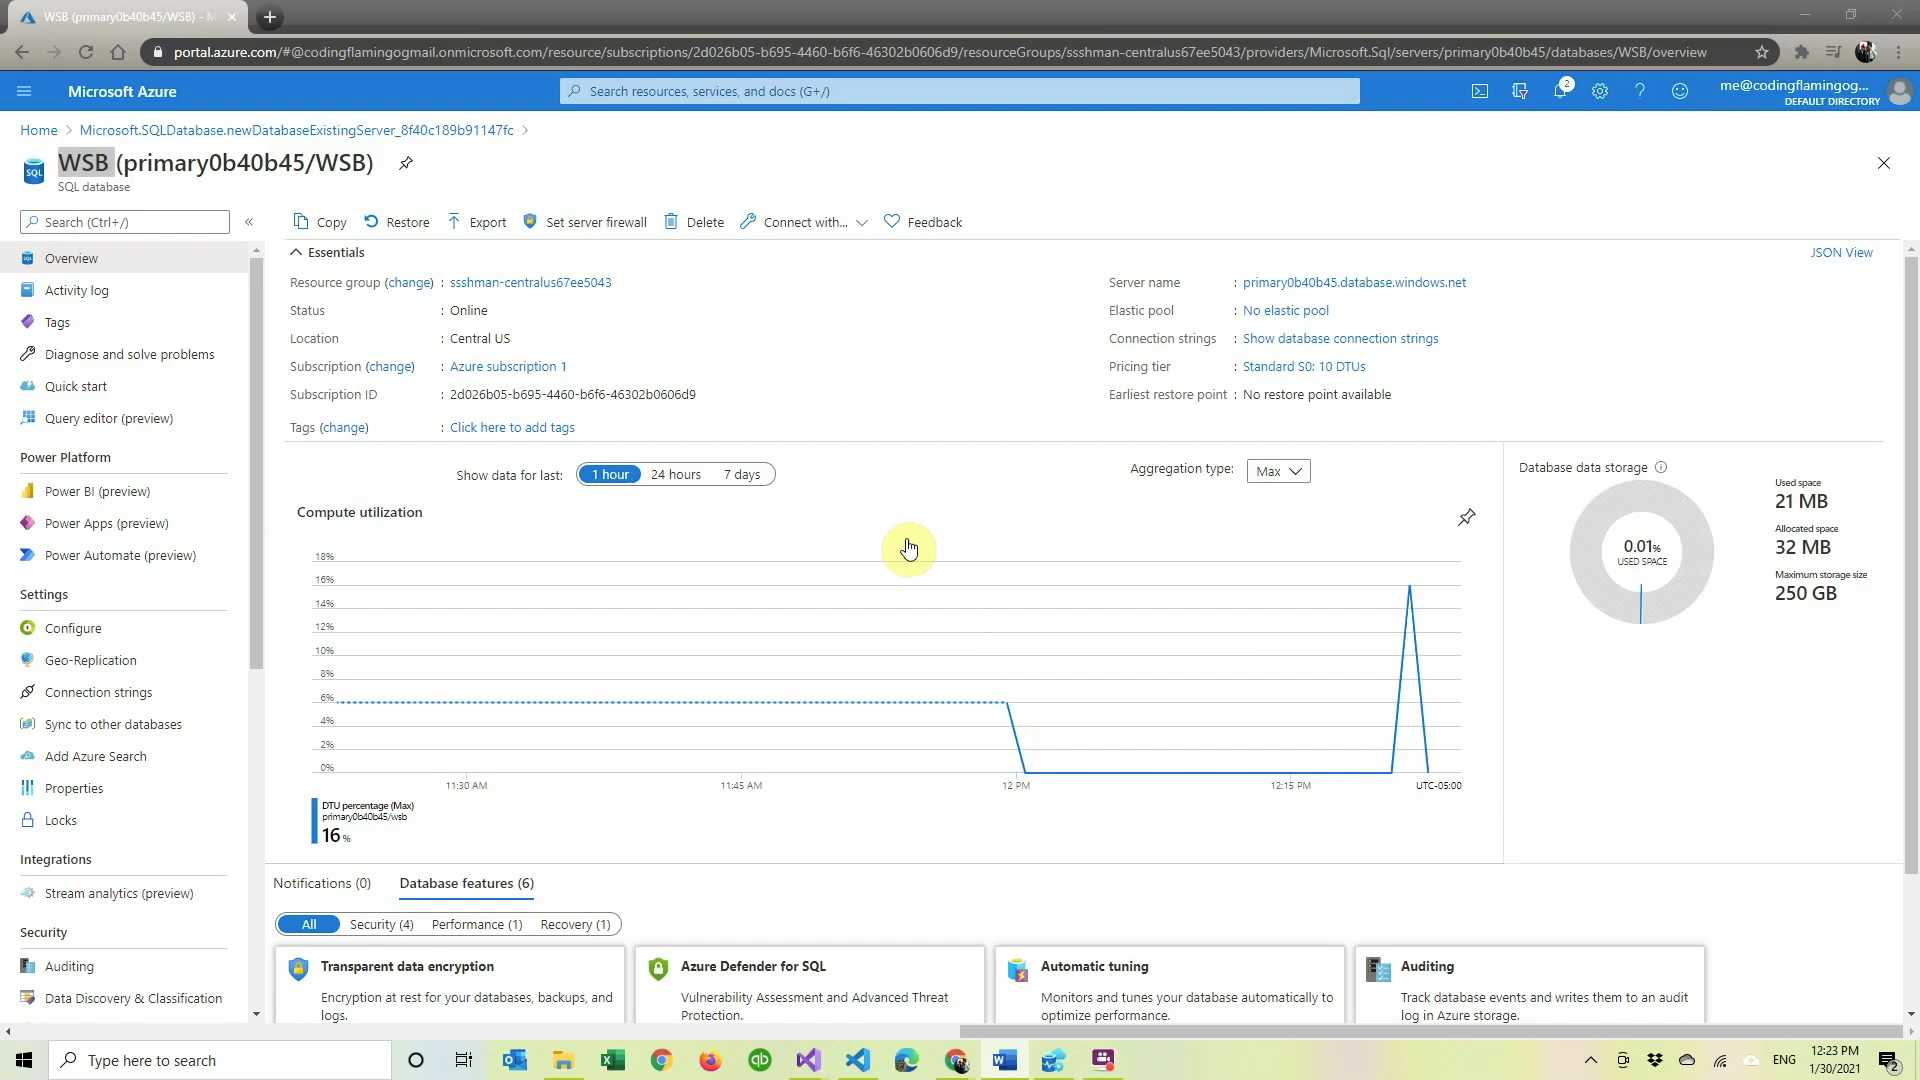 WSB (primary0b40b45/WSB) - M
portal.azure.com/#@codingflamingogmail.onmicrosoft.com/resource/subscriptions/2d026b05-b695-4460-b6f6-46302b0606d9/resourceGroups/ssshman-centralus67ee5043/providers/Microsoft.Sql/servers/primary0b40b45/databases/WSB/overview
Microsoft Azure
Search resources, services, and docs (G+/)
2
me@codingflamingog...
DEFAULT DIRECTORY
Home > Microsoft.SQLDatabase.newDatabaseExistingServer_8f40c189b91147fc >
SQL
WSB (primary0b40b45/WSB)
SQL database
Search (Ctrl+/)
Copy
Restore
Export
Set server firewall
Delete
Connect with...
Feedback
Overview
Activity log
Tags
Diagnose and solve problems
Quick start
Query editor (preview)
Power Platform
Power BI (preview)
Power Apps (preview)
Power Automate (preview)
Settings
Configure
Geo-Replication
Connection strings
Sync to other databases
Add Azure Search
Properties
Locks
Integrations
Stream analytics (preview)
Security
Auditing
Data Discovery & Classification
Essentials
JSON View
Resource group (change) : ssshman-centralus67ee5043
Status : Online
Location : Central US
Subscription (change) : Azure subscription 1
Subscription ID : 2d026b05-b695-4460-b6f6-46302b0606d9
Tags (change) : Click here to add tags
Server name : primary0b40b45.database.windows.net
Elastic pool : No elastic pool
Connection strings : Show database connection strings
Pricing tier : Standard S0: 10 DTUs
Earliest restore point : No restore point available
Show data for last: 1 hour 24 hours 7 days
Aggregation type: Max
Compute utilization
18%
16%
14%
12%
10%
8%
6%
4%
2%
0%
11:30 AM 11:45 AM 12 PM 12:15 PM UTC-05:00
DTU percentage (Max)
primary0b40b45/wsb
16 %
Database data storage
0.01%
USED SPACE
Used space
21 MB
Allocated space
32 MB
Maximum storage size
250 GB
Notifications (0) Database features (6)
All Security (4) Performance (1) Recovery (1)
Transparent data encryption
Encryption at rest for your databases, backups, and
logs.
Azure Defender for SQL
Vulnerability Assessment and Advanced Threat
Protection.
Automatic tuning
Monitors and tunes your database automatically to
optimize performance.
Auditing
Track database events and writes them to an audit
log in Azure storage.
Type here to search
qb
ENG
12:23 PM
1/30/2021
2